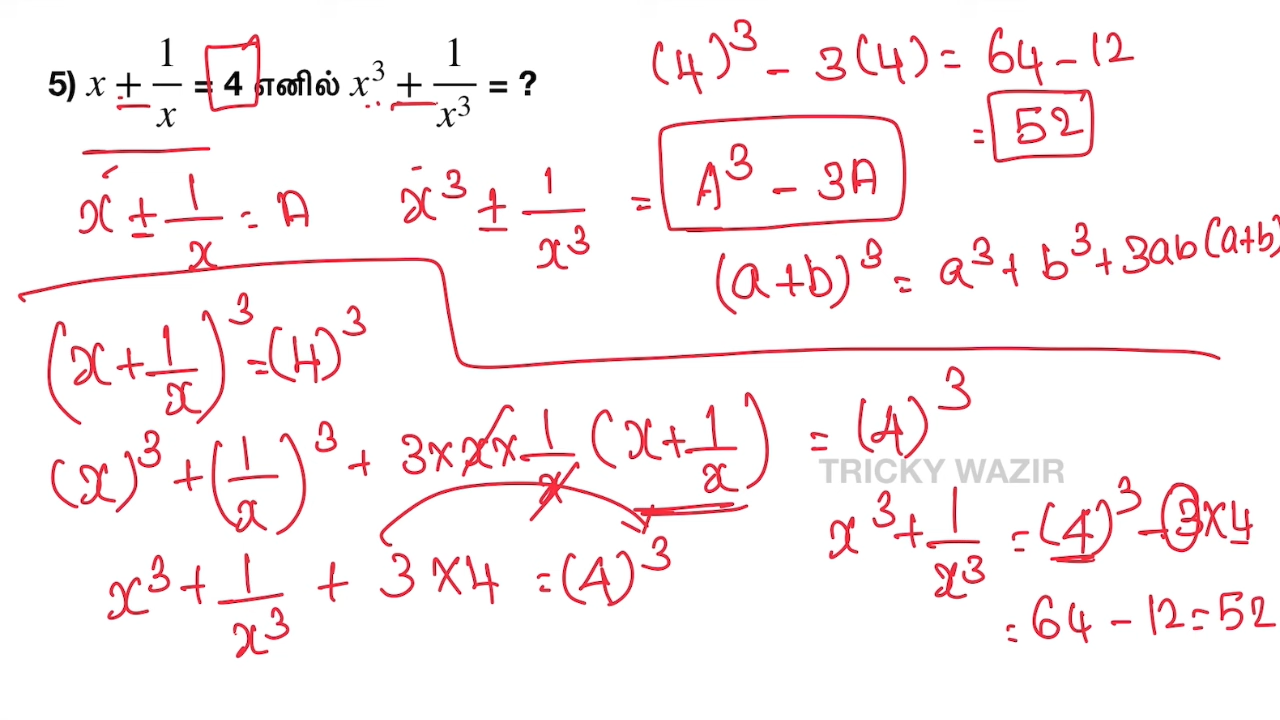 5) x + 1/x = 4 எனில் x³ + 1/x³ = ?
(4)³ - 3(4) = 64 - 12
= 52
x ± 1/x = A
x³ ± 1/x³ = A³ - 3A
(a+b)³ = a³ + b³ + 3ab(a+b)
(x + 1/x)³ = (4)³
(x)³ + (1/x)³ + 3 × x × 1/x (x + 1/x) = (4)³
TRICKY WAZIR
x³ + 1/x³ + 3 × 4 = (4)³
x³ + 1/x³ = (4)³ - 3 × 4
= 64 - 12 = 52